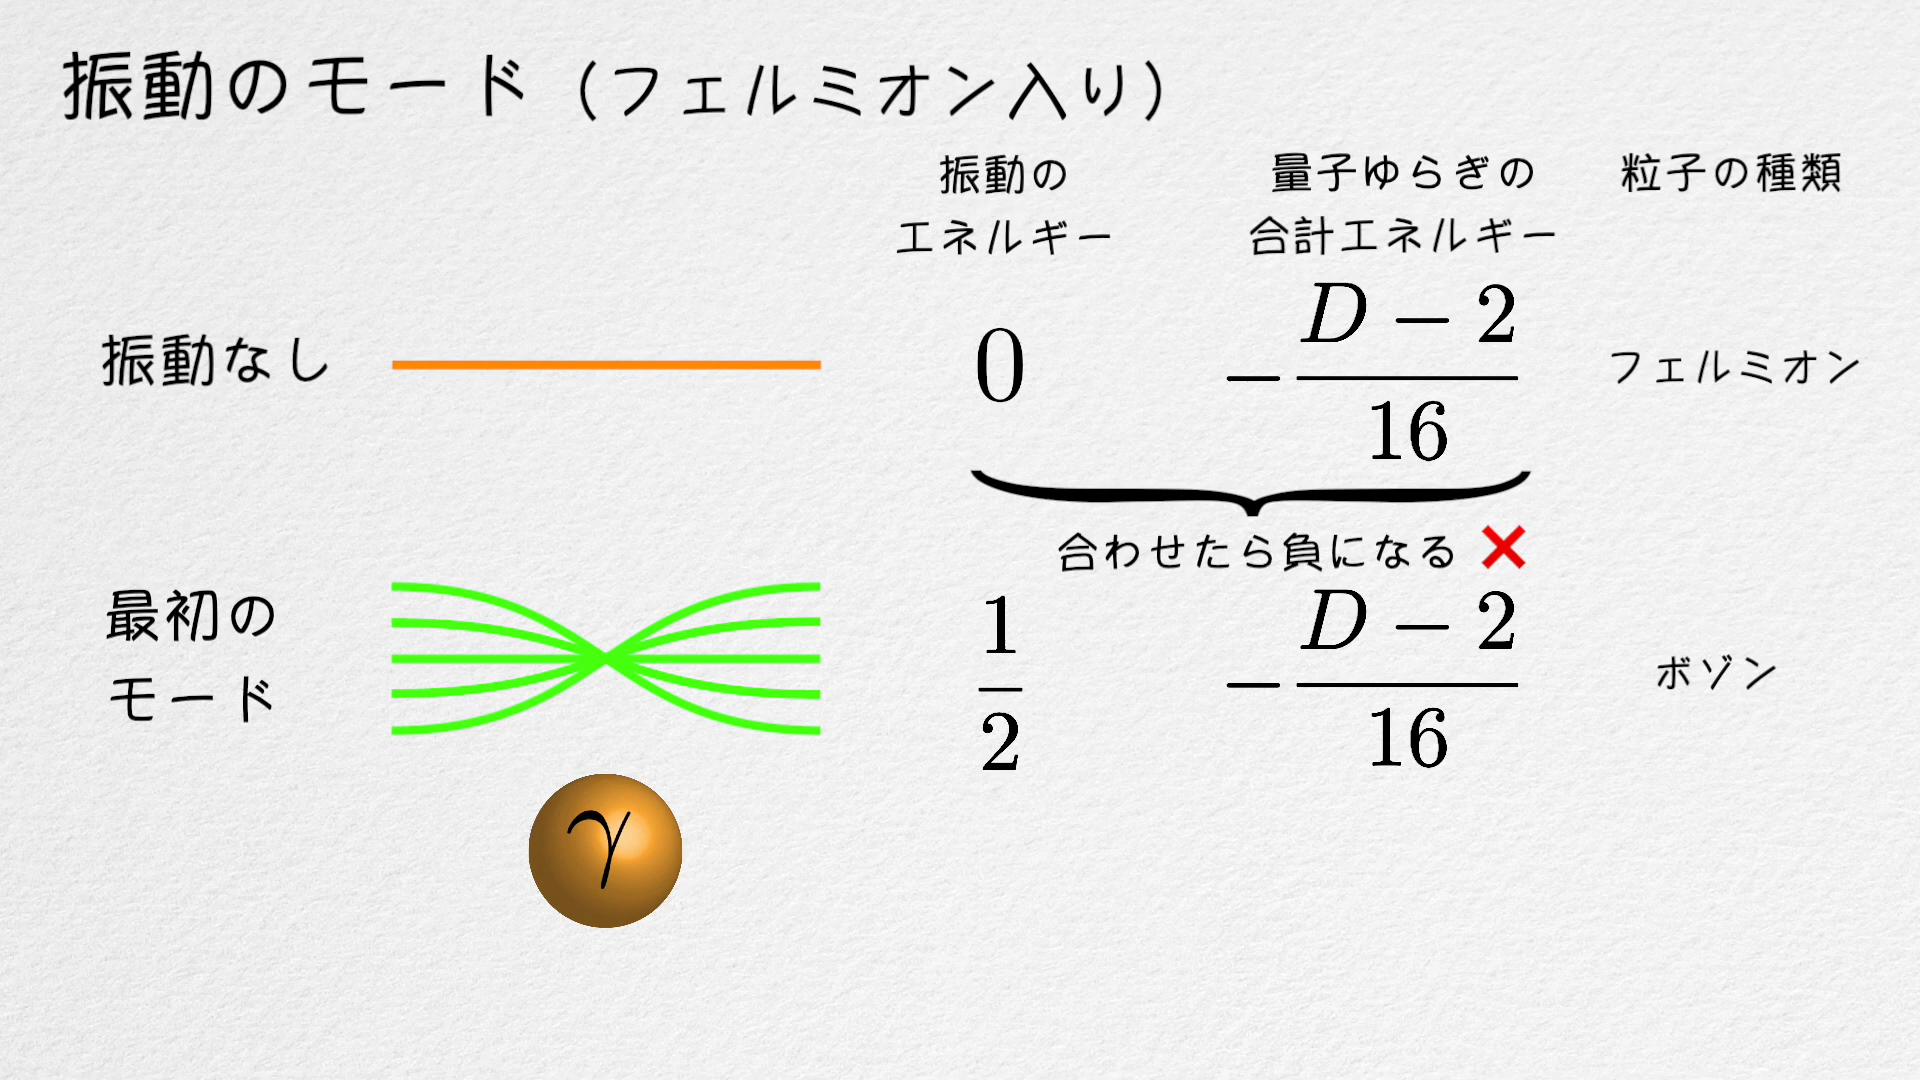 振動のモード（フェルミオン入り）
振動の
エネルギー
量子ゆらぎの
合計エネルギー
粒子の種類
振動なし
0
− D − 2 / 16
フェルミオン
合わせたら負になる ×
最初の
モード
1 / 2
− D − 2 / 16
ボゾン
γ